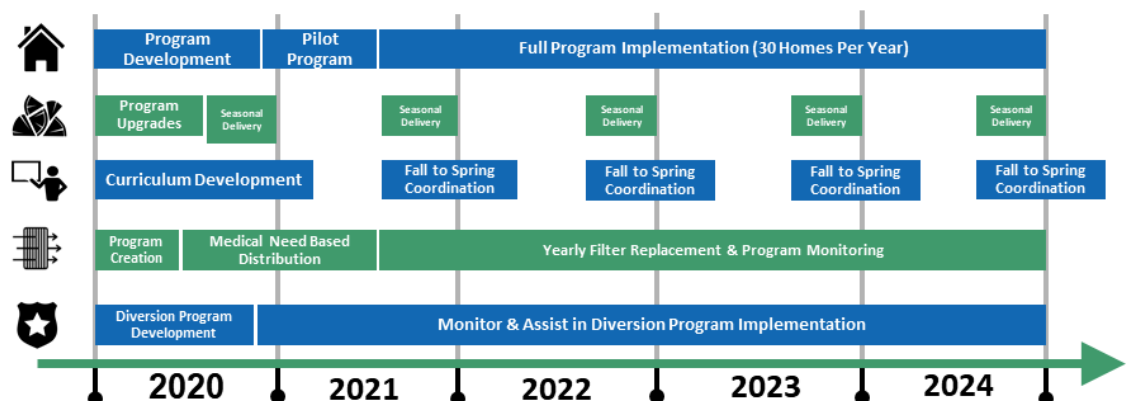 Program
Development
Pilot
Program
Full Program Implementation (30 Homes Per Year)
Program
Upgrades
Seasonal
Delivery
Seasonal
Delivery
Seasonal
Delivery
Seasonal
Delivery
Seasonal
Delivery
Curriculum Development
Fall to Spring
Coordination
Fall to Spring
Coordination
Fall to Spring
Coordination
Fall to Spring
Coordination
Program
Creation
Medical Need Based
Distribution
Yearly Filter Replacement & Program Monitoring
Diversion Program
Development
Monitor & Assist in Diversion Program Implementation
2020
2021
2022
2023
2024